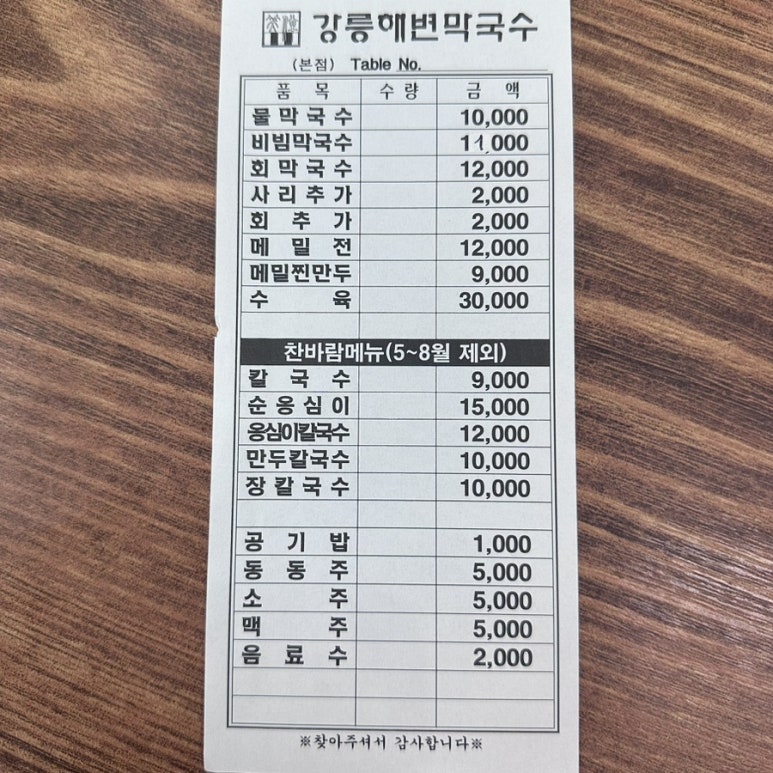 강릉해변막국수
(본점) Table No.
품 목 수 량 금 액
물막국수 10,000
비빔막국수 11,000
회막국수 12,000
사리추가 2,000
회 추 가 2,000
메 밀 전 12,000
메밀찐만두 9,000
수 육 30,000
찬바람메뉴(5~8월 제외)
칼 국 수 9,000
순옹심이 15,000
옹심이칼국수 12,000
만두칼국수 10,000
장칼국수 10,000
공 기 밥 1,000
동 동 주 5,000
소 주 5,000
맥 주 5,000
음 료 수 2,000
※찾아주셔서 감사합니다※